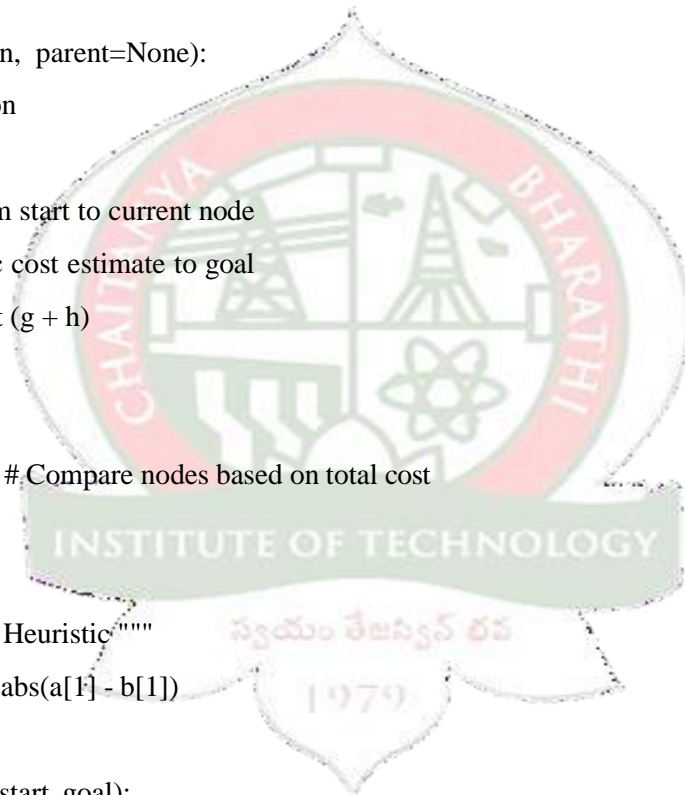 n, parent=None):
on
n start to current node
c cost estimate to goal
t (g + h)
CHAITANYA BHARATHI
# Compare nodes based on total cost
INSTITUTE OF TECHNOLOGY
Heuristic """
స్వయం తేజస్విన్ భవ
abs(a[1] - b[1])
1979
start, goal):